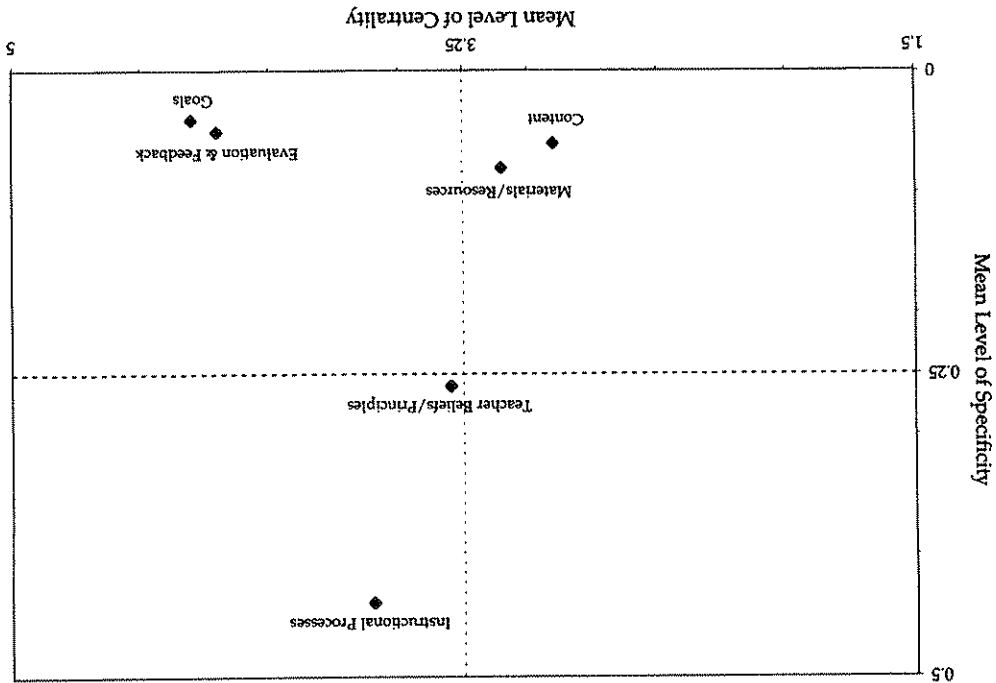 0.5
Instructional Processes
Teacher Beliefs/Principles
0.25
Mean Level of Specificity
Materials/Resources
Evaluation & Feedback
Content
Goals
0
1.5
3.25
5
Mean Level of Centrality